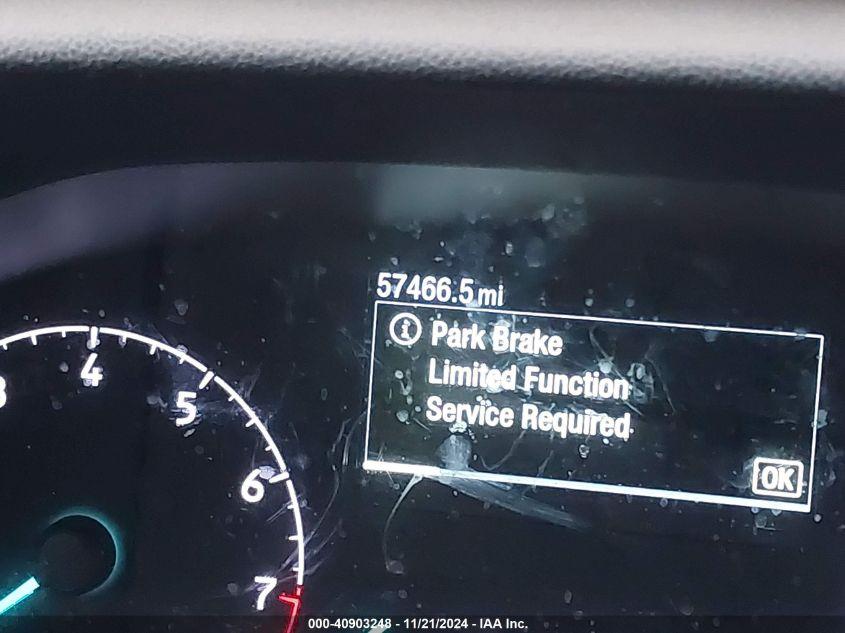 57466.5 mi
Park Brake
Limited Function
Service Required
OK
4
5
6
7
000-40903248 - 11/21/2024 - IAA Inc.